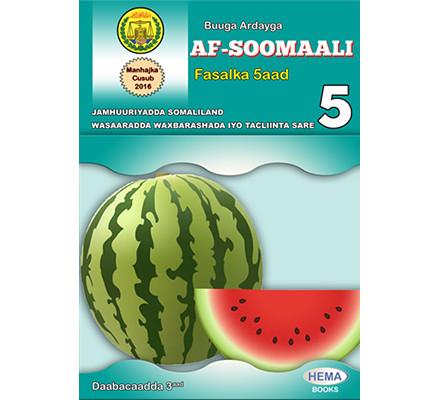 Buuga Ardayga
AF-SOOMAALI
Manhajka
Cusub
2016
Fasalka 5aad
5
JAMHUURIYADDA SOMALILAND
WASAARADDA WAXBARASHADA IYO TACLIINTA SARE
Daabacaadda 3aad
HEMA
BOOKS